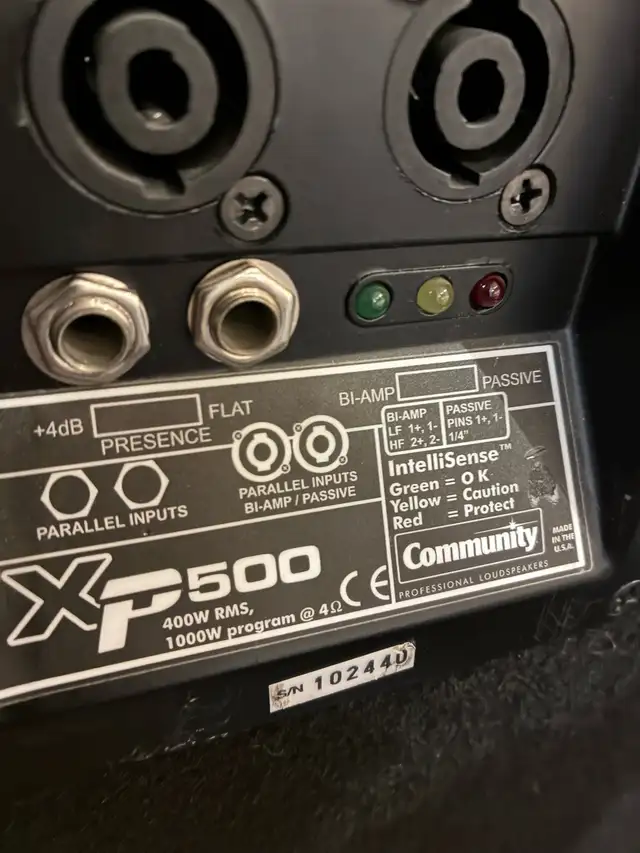 +4dB FLAT
PRESENCE
BI-AMP PASSIVE
BI-AMP
LF 1+, 1-
HF 2+, 2-
PASSIVE
PINS 1+, 1-
1/4"
PARALLEL INPUTS
PARALLEL INPUTS
BI-AMP / PASSIVE
IntelliSense™
Green = OK
Yellow = Caution
Red = Protect
Community
PROFESSIONAL LOUDSPEAKERS
MADE
IN THE
U.S.A.
XP500
400W RMS,
1000W program @ 4Ω
CE
S/N 10244D